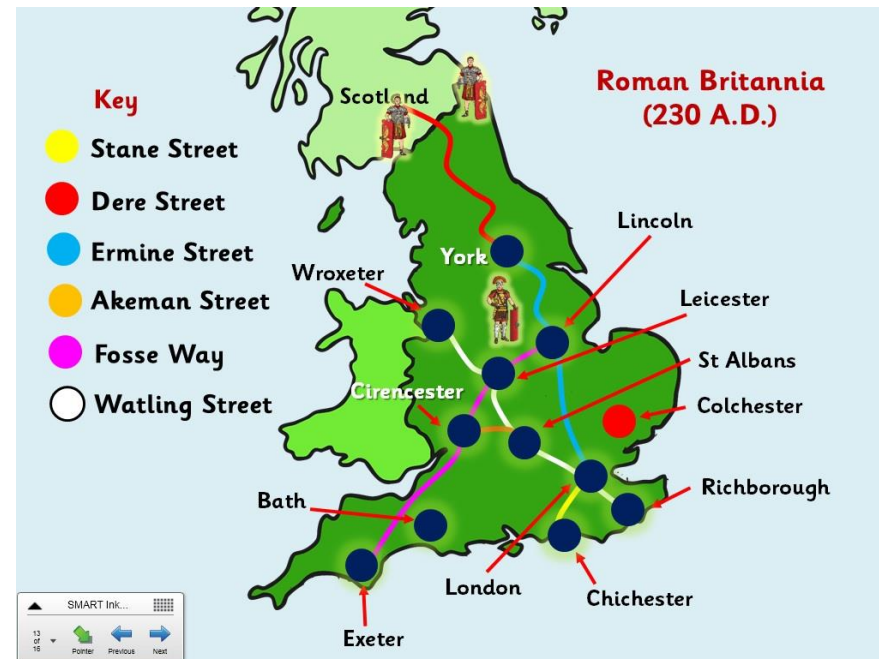 Roman Britannia
(230 A.D.)
Key
Stane Street
Dere Street
Ermine Street
Akeman Street
Fosse Way
Watling Street
Scotland
York
Lincoln
Wroxeter
Leicester
St Albans
Cirencester
Colchester
Richborough
Bath
London
Chichester
Exeter
SMART Ink...
13
of
16
Pointer
Previous
Next